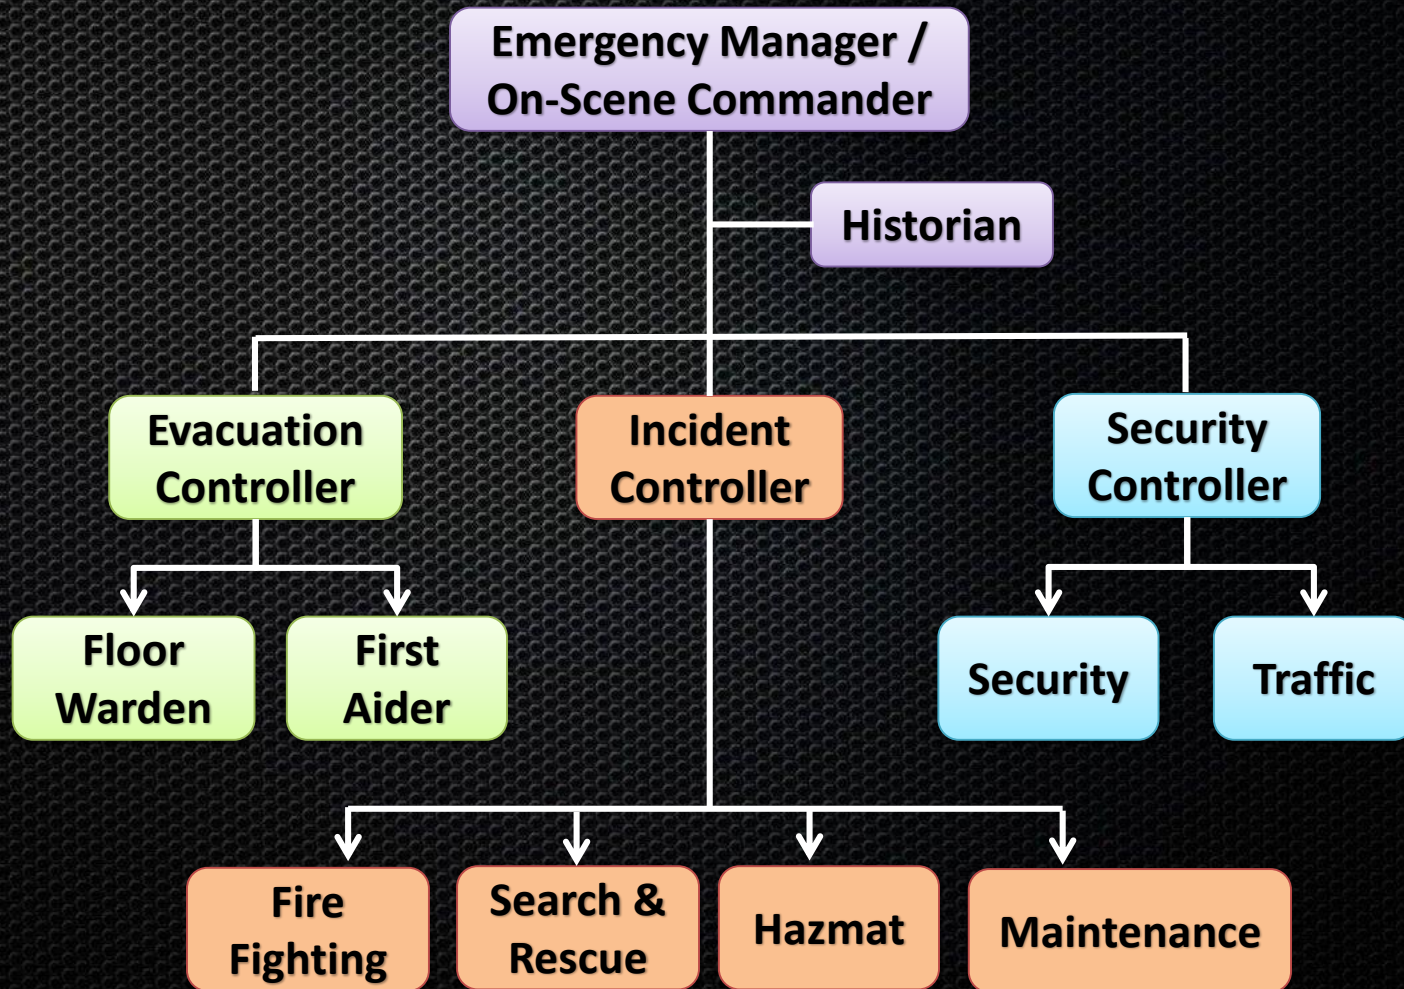 Emergency Manager /
On-Scene Commander
Historian
Evacuation
Controller
Incident
Controller
Security
Controller
Floor
Warden
First
Aider
Security
Traffic
Fire
Fighting
Search &
Rescue
Hazmat
Maintenance